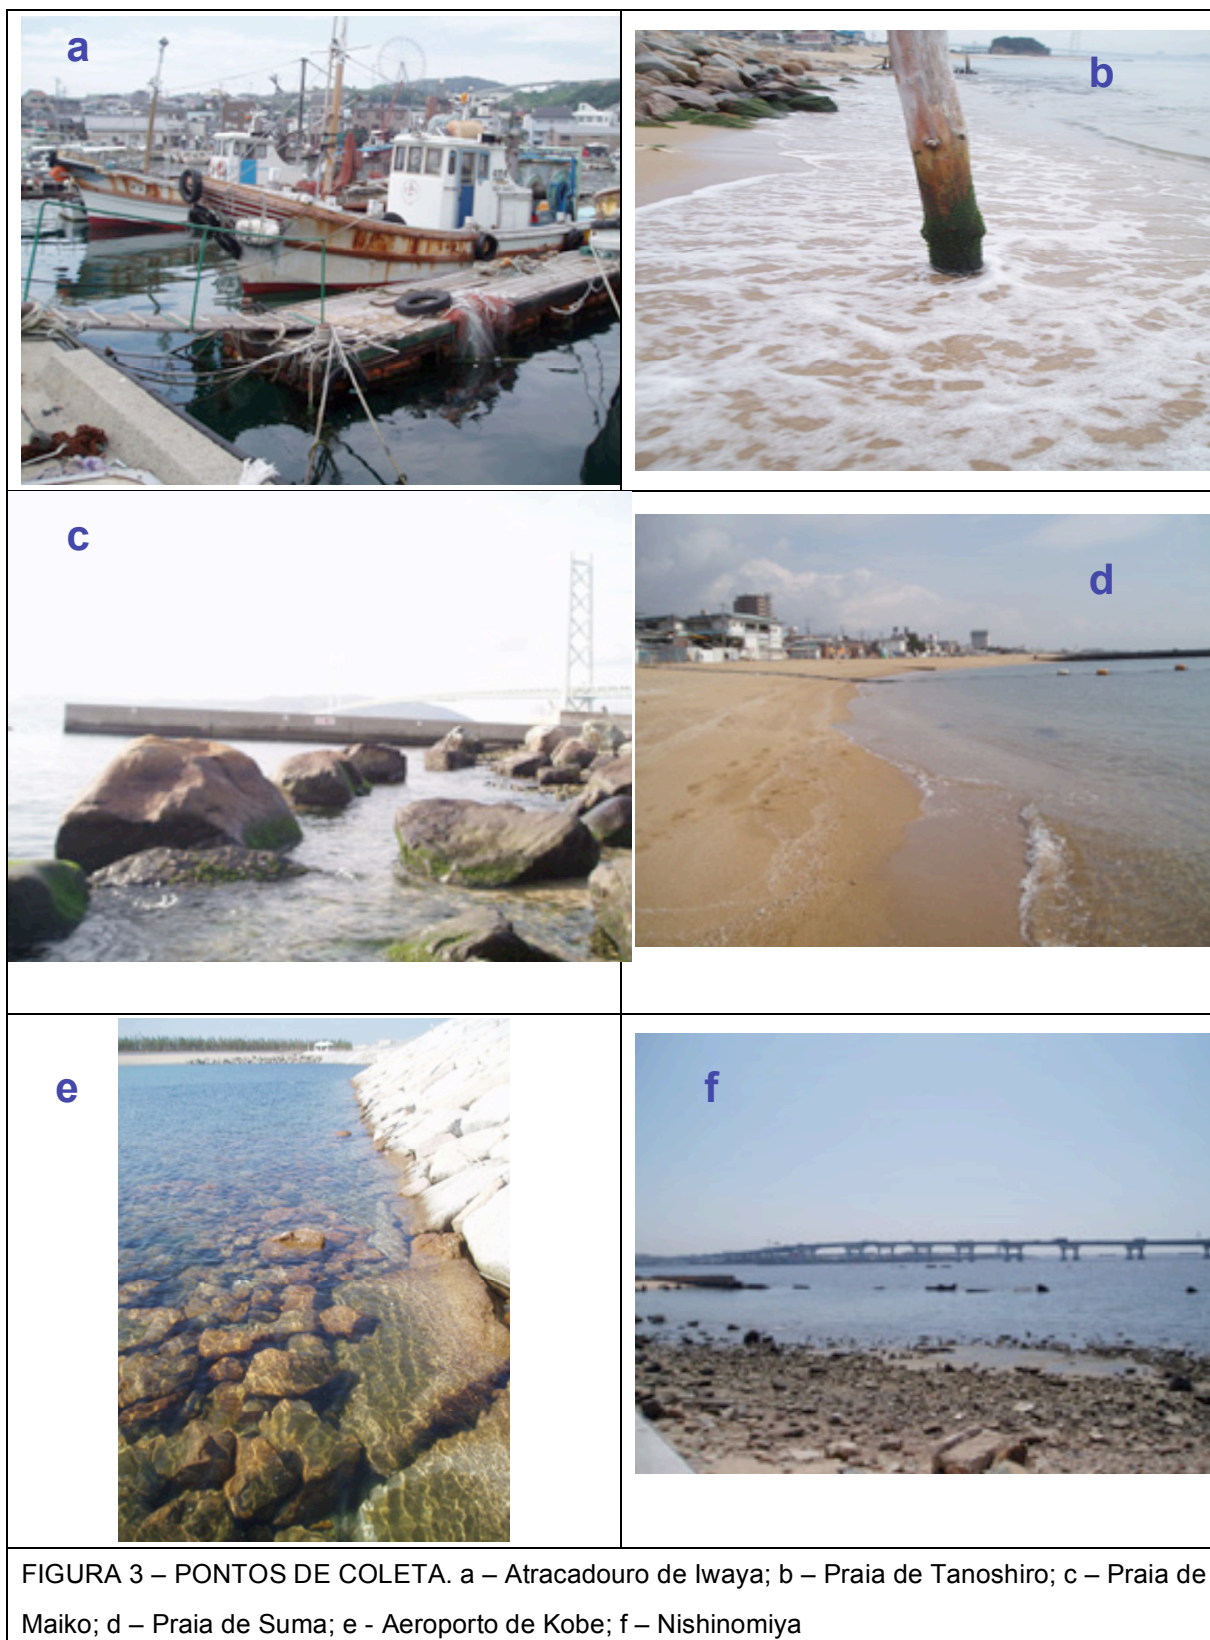 a
b
c
d
e
f
FIGURA 3 – PONTOS DE COLETA. a – Atracadouro de Iwaya; b – Praia de Tanoshiro; c – Praia de
Maiko; d – Praia de Suma; e - Aeroporto de Kobe; f – Nishinomiya